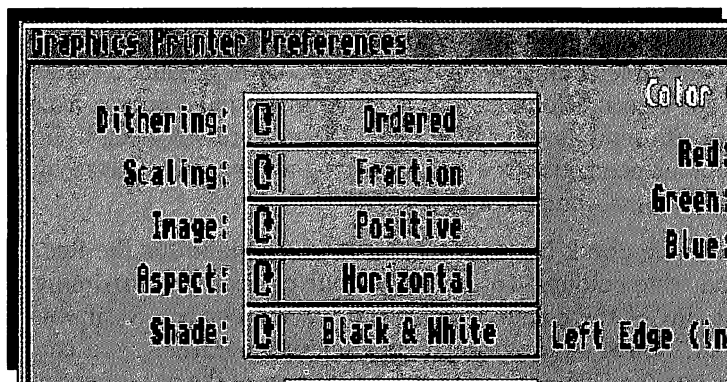 Graphics Printer Preferences
Color
Dithering: Ordered
Red:
Scaling: Fraction
Green:
Image: Positive
Blue:
Aspect: Horizontal
Shade: Black & White
Left Edge (in